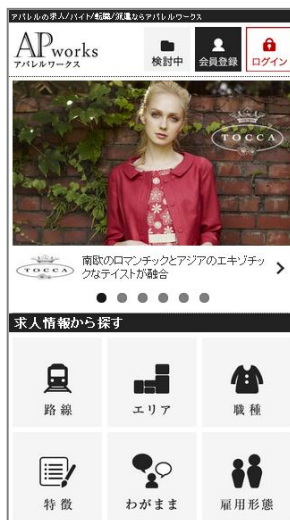 アパレルの求人/バイト/転職/派遣ならアパレルワークス
APworks
アパレルワークス
検討中
会員登録
ログイン
TOCCA
TOCCA
南欧のロマンチックとアジアのエキゾチッ
クなテイストが融合
求人情報から探す
路線
エリア
職種
特徴
わがまま
雇用形態